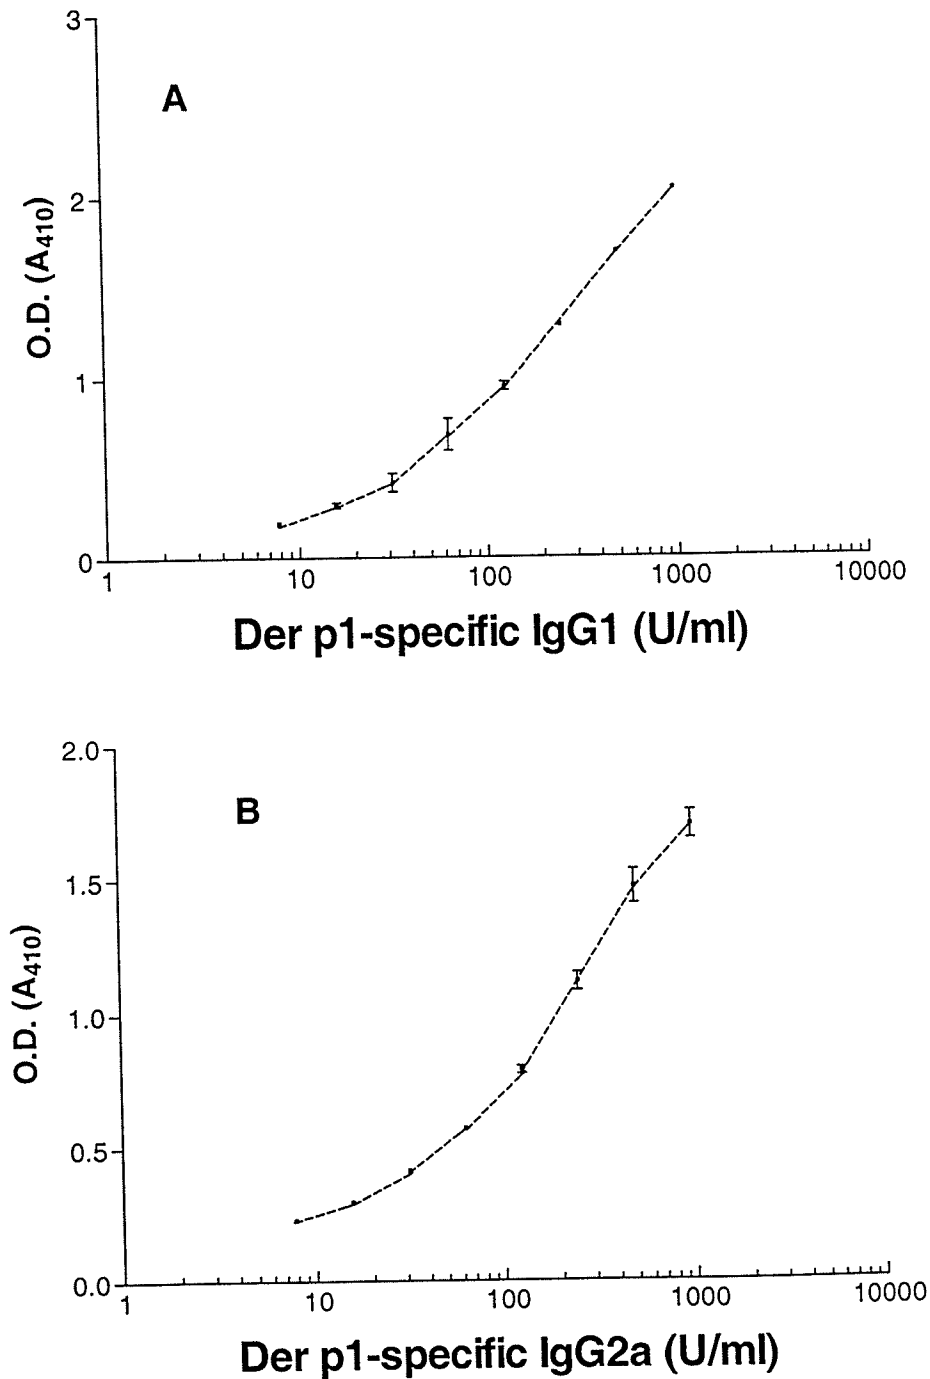 3
A
2
O.D. (A410)
1
0
1 10 100 1000 10000
Der p1-specific IgG1 (U/ml)
2.0
B
1.5
O.D. (A410)
1.0
0.5
0.0
1 10 100 1000 10000
Der p1-specific IgG2a (U/ml)